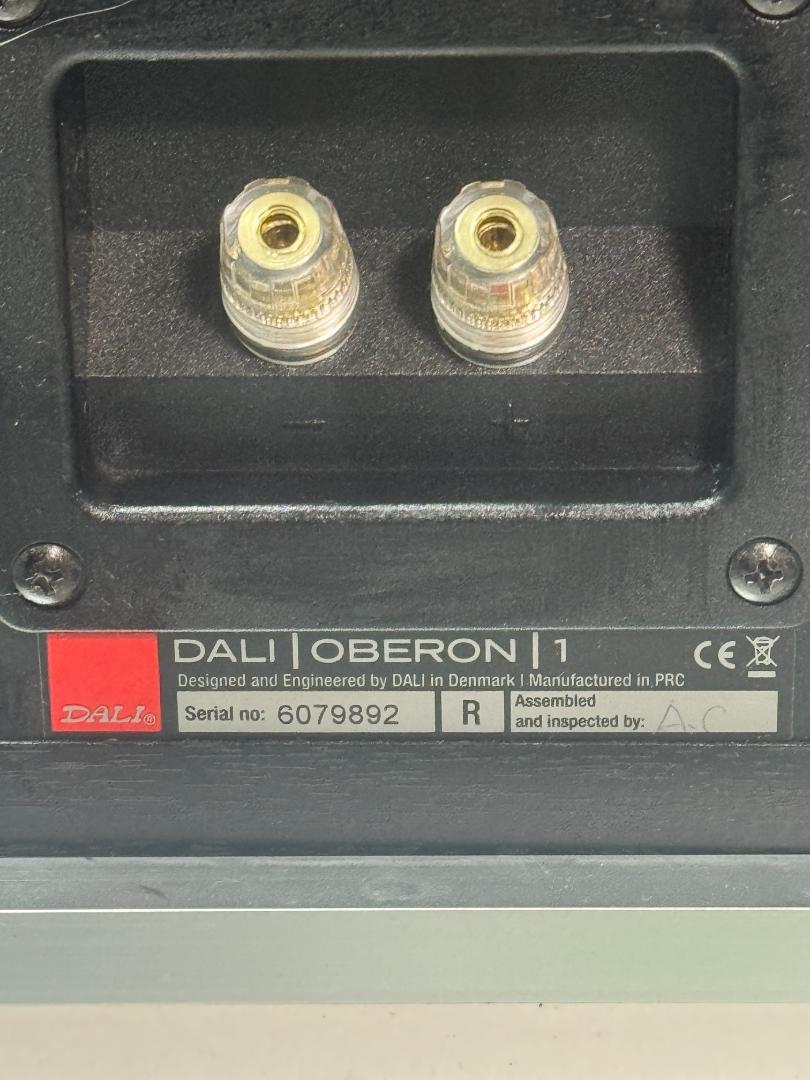 − +
DALI | OBERON | 1
CE
Designed and Engineered by DALI in Denmark | Manufactured in PRC
DALI®
Serial no: 6079892
R
Assembled
and inspected by: A.C